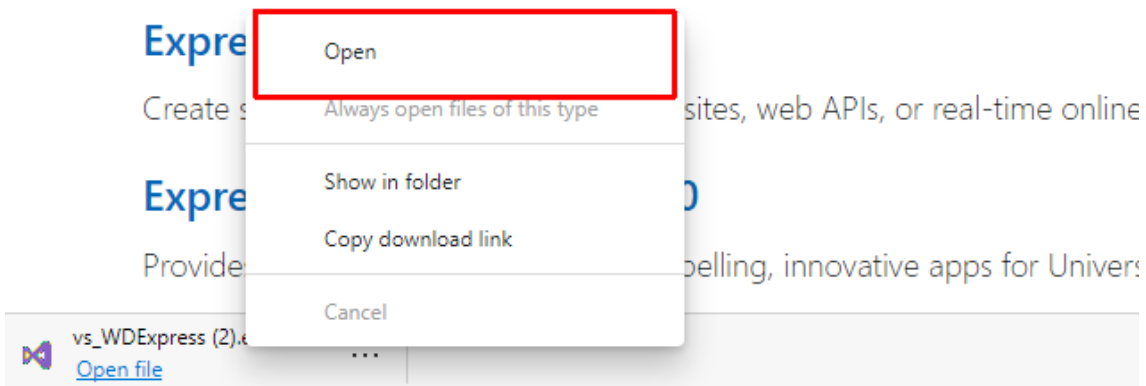 Expre
Open
Create s
Always open files of this type
sites, web APIs, or real-time online
Show in folder
Expre
Copy download link
Provide
pelling, innovative apps for Univers
Cancel
vs_WDExpress (2).e
...
Open file